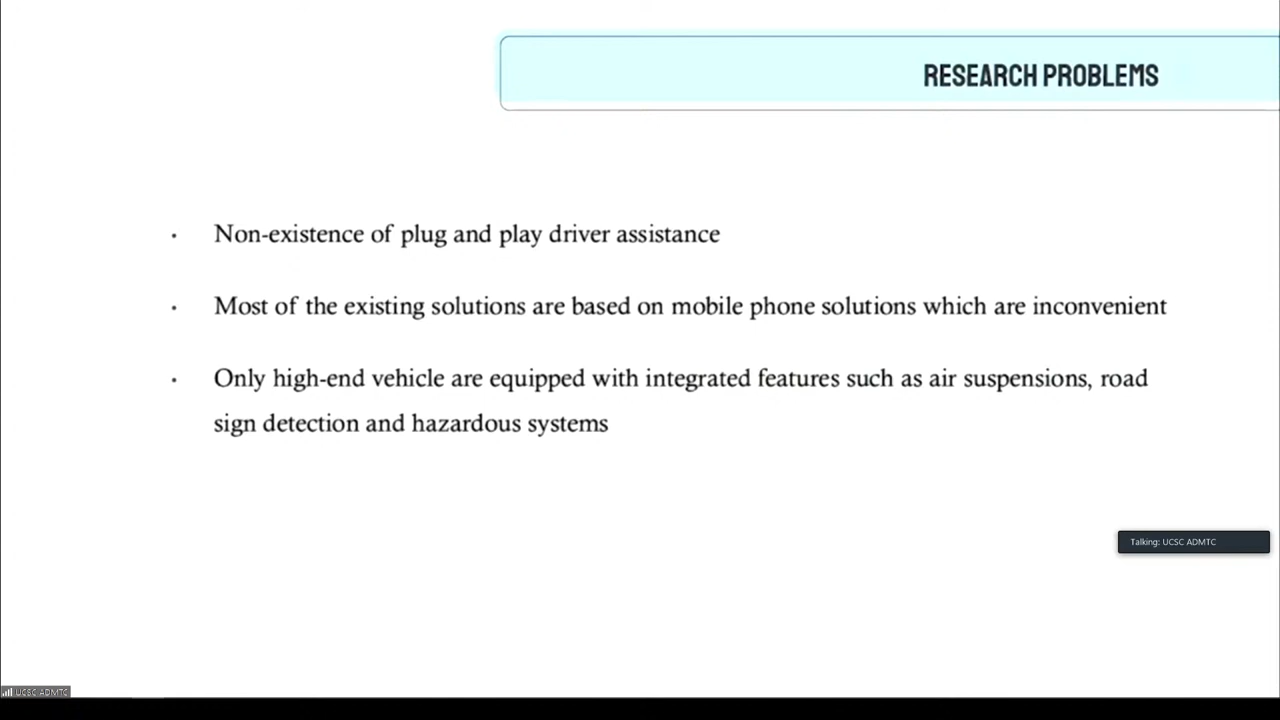 RESEARCH PROBLEMS
· Non-existence of plug and play driver assistance
· Most of the existing solutions are based on mobile phone solutions which are inconvenient
· Only high-end vehicle are equipped with integrated features such as air suspensions, road
sign detection and hazardous systems
Talking: UCSC ADMTC
UCSC ADMTC